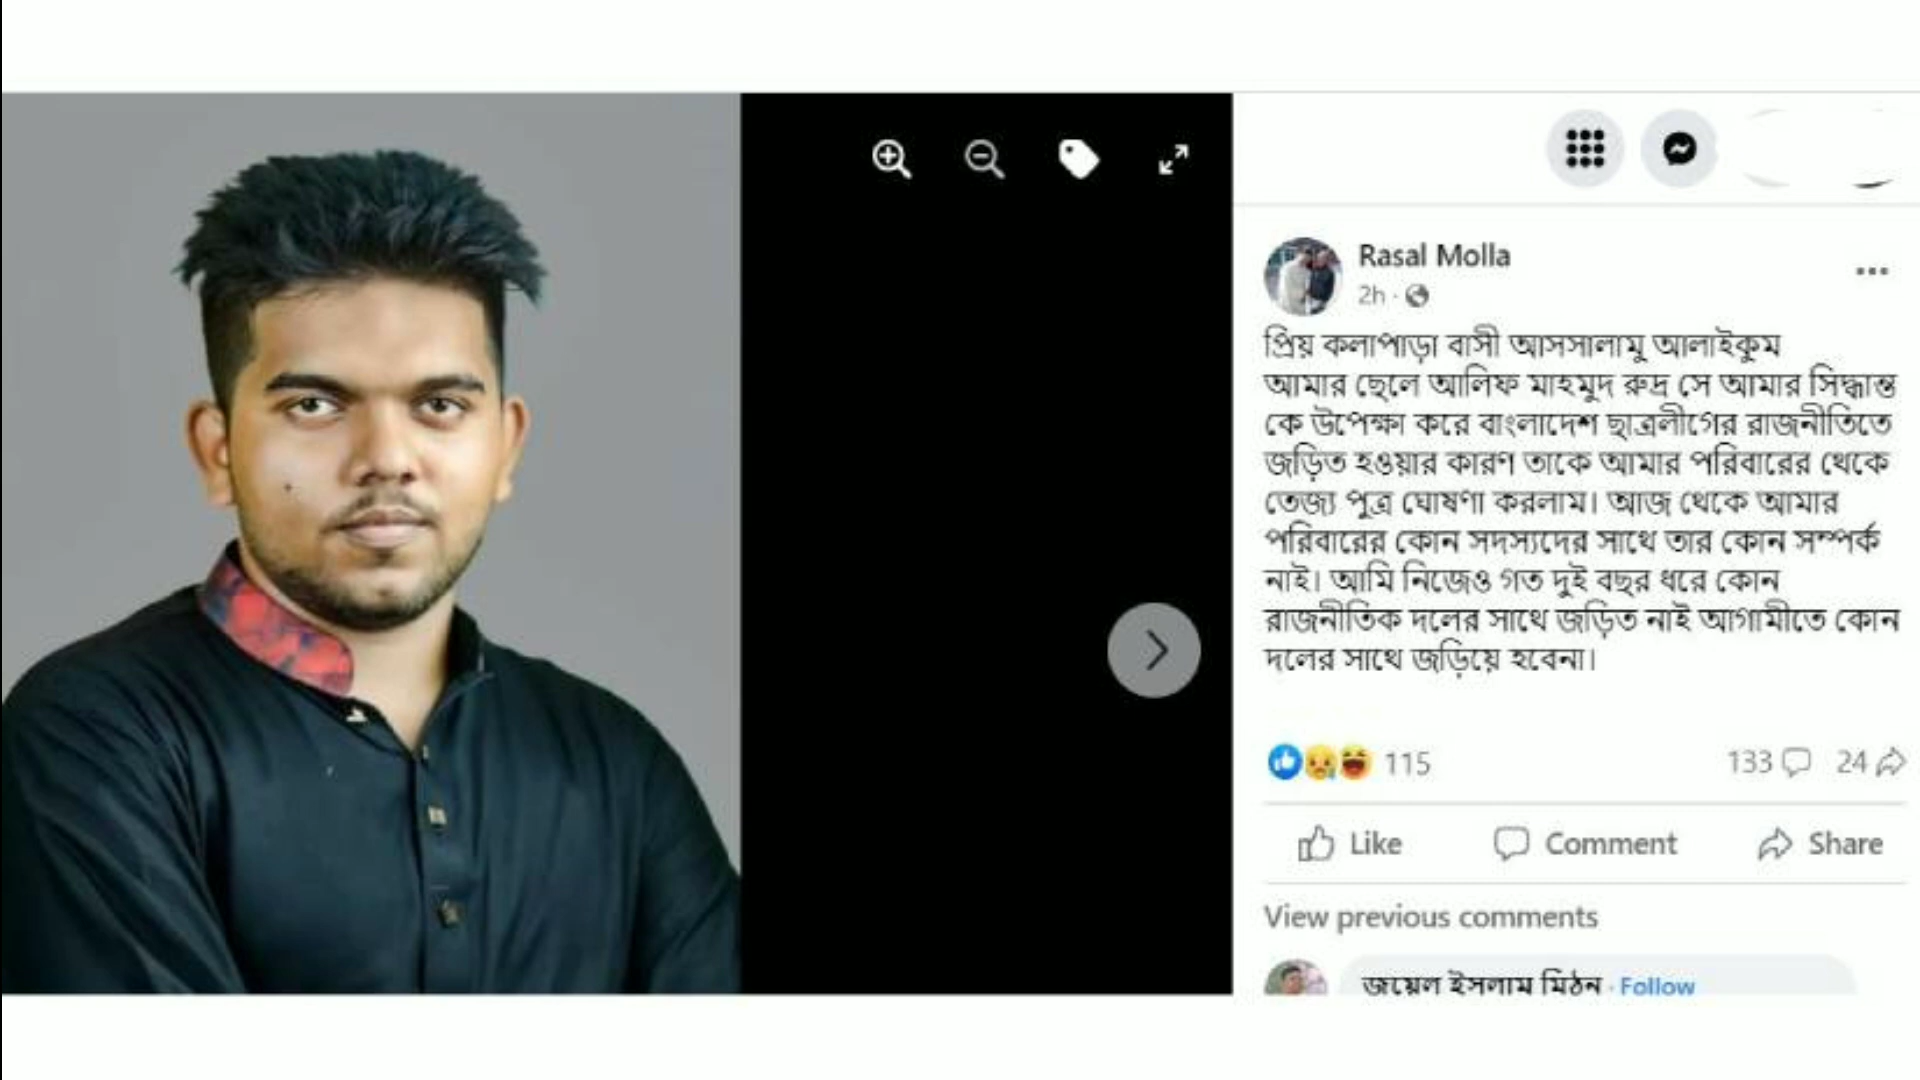 Rasal Molla
2h
প্রিয় কলাপাড়া বাসী আসসালামু আলাইকুম
আমার ছেলে আলিফ মাহমুদ রুদ্র সে আমার সিদ্ধান্ত
কে উপেক্ষা করে বাংলাদেশ ছাত্রলীগের রাজনীতিতে
জড়িত হওয়ার কারণ তাকে আমার পরিবারের থেকে
তেজ্য পুত্র ঘোষণা করলাম। আজ থেকে আমার
পরিবারের কোন সদস্যদের সাথে তার কোন সম্পর্ক
নাই। আমি নিজেও গত দুই বছর ধরে কোন
রাজনীতিক দলের সাথে জড়িত নাই আগামীতে কোন
দলের সাথে জড়িয়ে হবেনা।
115 133 24
Like Comment Share
View previous comments
জুয়েল ইসলাম মিঠন · Follow